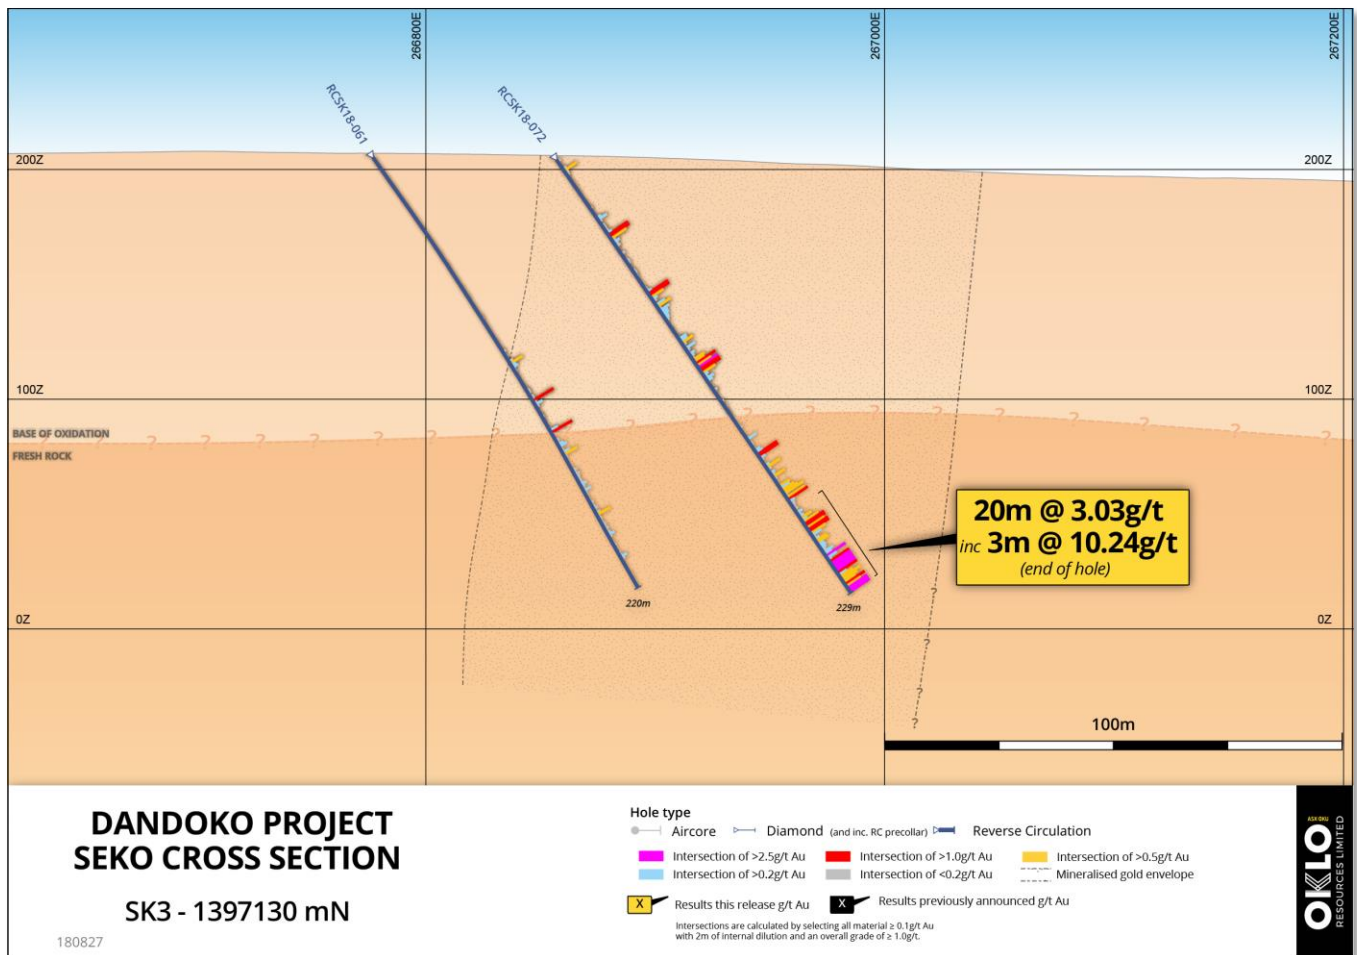 266800E
267000E
267200E
RCSK18-061
RCSK18-072
200Z
200Z
100Z
100Z
BASE OF OXIDATION
FRESH ROCK
? ? ? ? ? ? ? ? ? ? ? ? ? ? ?
20m @ 3.03g/t
inc 3m @ 10.24g/t
(end of hole)
?
?
?
?
220m
229m
0Z
0Z
100m
DANDOKO PROJECT
SEKO CROSS SECTION
SK3 - 1397130 mN
180827
Hole type
Aircore Diamond (and inc. RC precollar) Reverse Circulation
Intersection of >2.5g/t Au Intersection of >1.0g/t Au Intersection of >0.5g/t Au
Intersection of >0.2g/t Au Intersection of <0.2g/t Au Mineralised gold envelope
X Results this release g/t Au X Results previously announced g/t Au
Intersections are calculated by selecting all material ≥ 0.1g/t Au
with 2m of internal dilution and an overall grade of ≥ 1.0g/t.
ASX OKU
OKLO
RESOURCES LIMITED